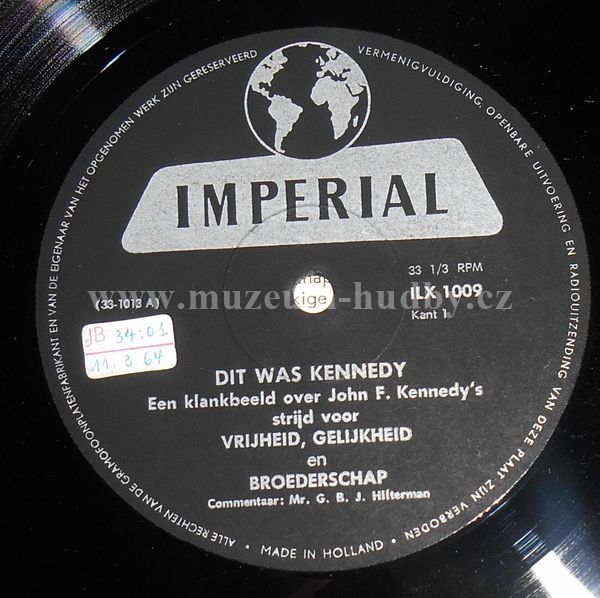 ALLE RECHTEN VAN DE GRAMOFOONPLATENFABRIKANT EN VAN DE EIGENAAR VAN HET OPGENOMEN WERK ZIJN GERESERVEERD
VERMENIGVULDIGING, OPENBARE UITVOERING EN RADIOUITZENDING VAN DEZE PLAAT ZIJN VERBODEN
IMPERIAL
33 1/3 RPM
(33-1013 A)
ILX 1009
Kant 1
www.muzeum-hudby.cz
JB 34:01
11.3.64
DIT WAS KENNEDY
Een klankbeeld over John F. Kennedy's
strijd voor
VRIJHEID, GELIJKHEID
en
BROEDERSCHAP
Commentaar: Mr. G. B. J. Hilterman
• MADE IN HOLLAND •